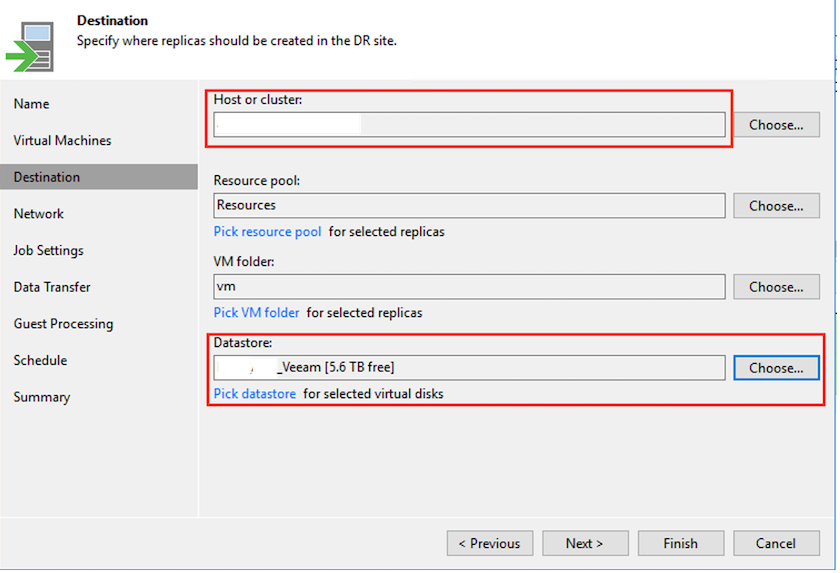 Destination
Specify where replicas should be created in the DR site.
Name
Virtual Machines
Destination
Network
Job Settings
Data Transfer
Guest Processing
Schedule
Summary
Host or cluster:
Choose...
Resource pool:
Resources
Choose...
Pick resource pool for selected replicas
VM folder:
vm
Choose...
Pick VM folder for selected replicas
Datastore:
_Veeam [5.6 TB free]
Choose...
Pick datastore for selected virtual disks
< Previous
Next >
Finish
Cancel